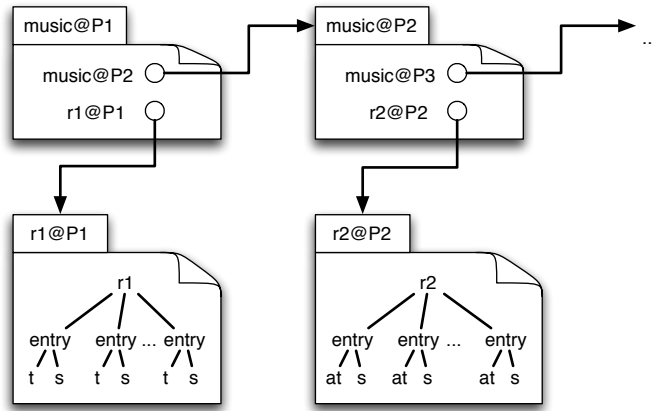 music@P1
music@P2
music@P2
music@P3
...
r1@P1
r2@P2
r1@P1
r2@P2
r1
r2
entry entry ... entry
entry entry ... entry
t s t s t s
at s at s at s